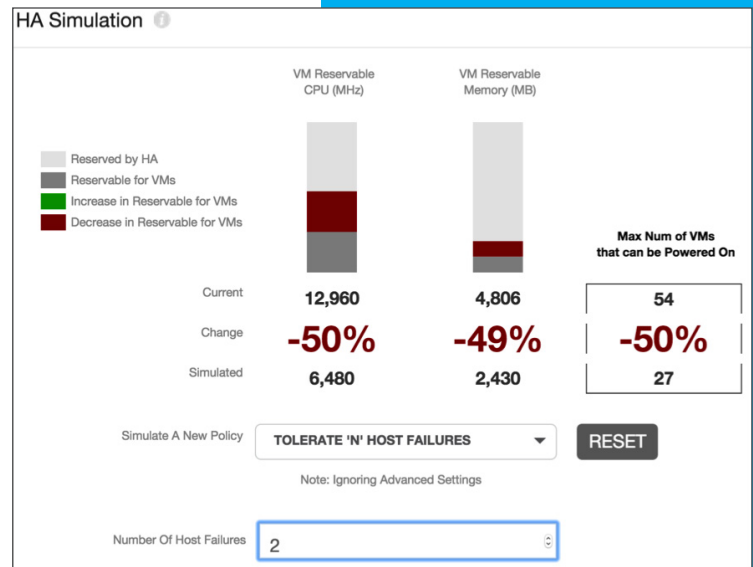 HA Simulation
VM Reservable
CPU (MHz)
VM Reservable
Memory (MB)
Reserved by HA
Reservable for VMs
Increase in Reservable for VMs
Decrease in Reservable for VMs
Max Num of VMs
that can be Powered On
Current 12,960 4,806 54
Change -50% -49% -50%
Simulated 6,480 2,430 27
Simulate A New Policy TOLERATE 'N' HOST FAILURES RESET
Note: Ignoring Advanced Settings
Number Of Host Failures 2